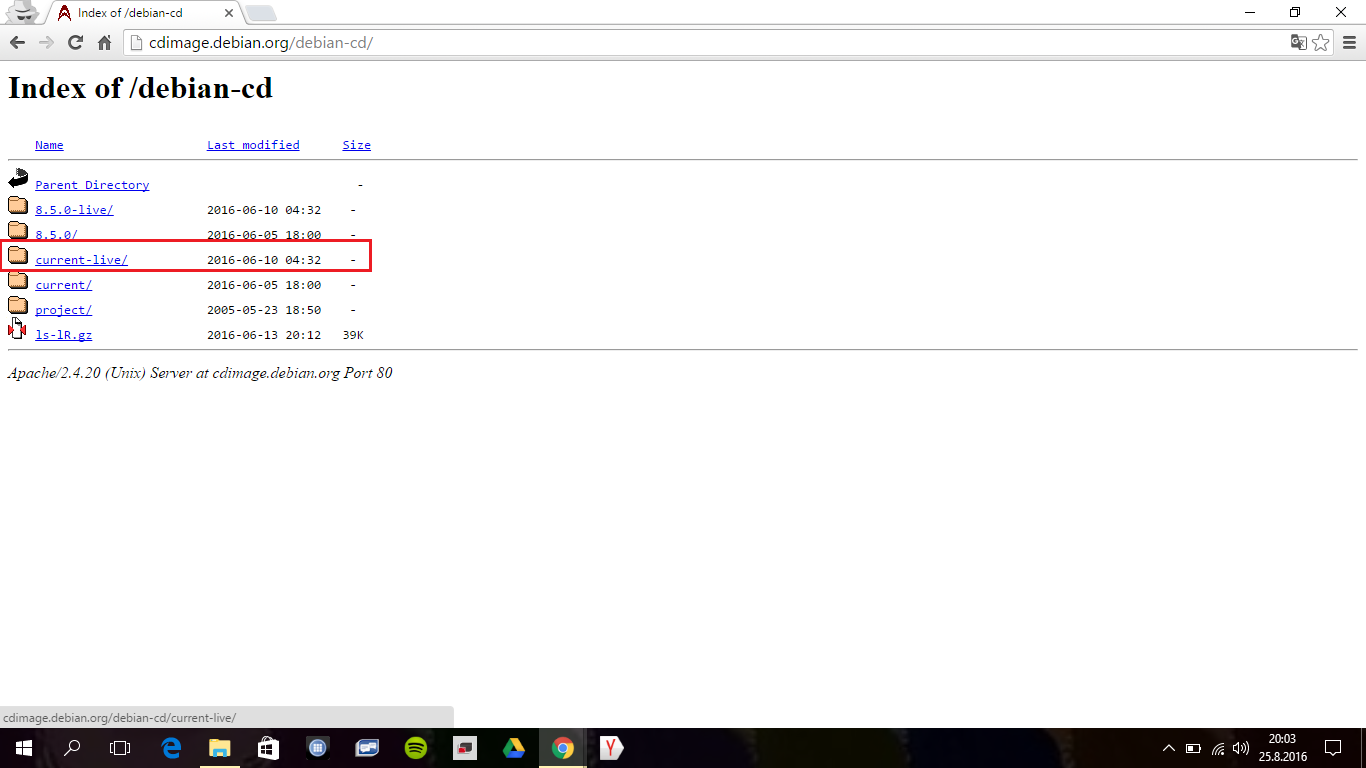 Index of /debian-cd
cdimage.debian.org/debian-cd/
Index of /debian-cd
Name Last modified Size
Parent Directory -
8.5.0-live/ 2016-06-10 04:32 -
8.5.0/ 2016-06-05 18:00 -
current-live/ 2016-06-10 04:32 -
current/ 2016-06-05 18:00 -
project/ 2005-05-23 18:50 -
ls-lR.gz 2016-06-13 20:12 39K
Apache/2.4.20 (Unix) Server at cdimage.debian.org Port 80
cdimage.debian.org/debian-cd/current-live/
20:03
25.8.2016